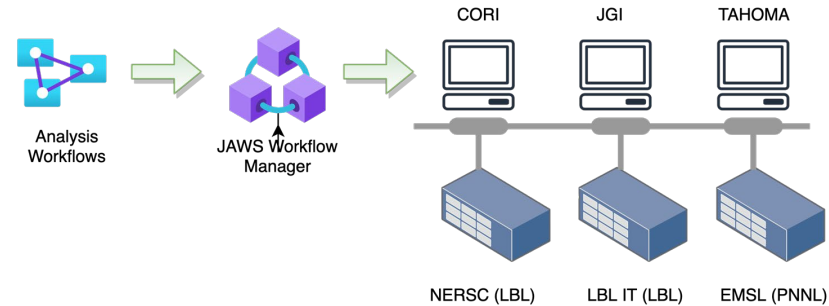 CORI JGI TAHOMA
Analysis
Workflows
JAWS Workflow
Manager
NERSC (LBL) LBL IT (LBL) EMSL (PNNL)